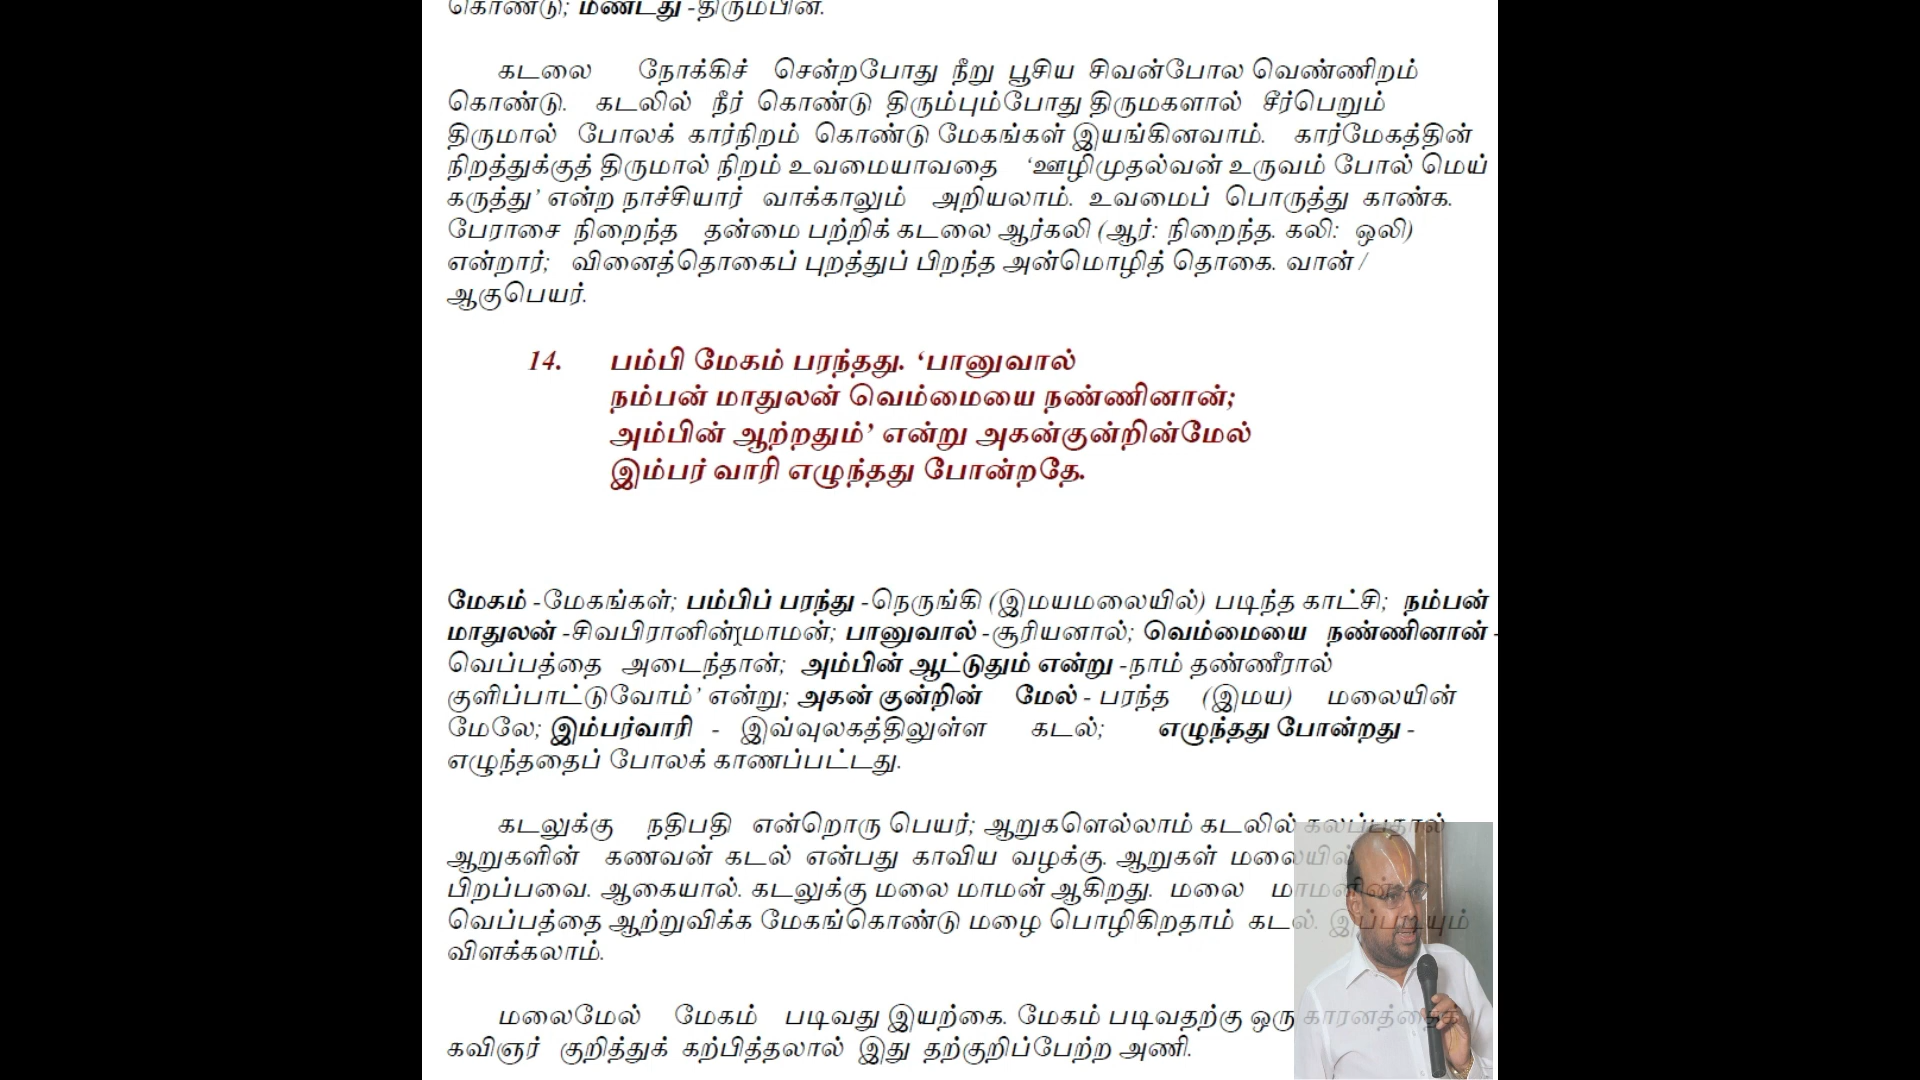 கொண்டு; மீண்டது -திரும்பின.
கடலை நோக்கிச் சென்றபோது நீறு பூசிய சிவன்போல வெண்ணிறம்
கொண்டு. கடலில் நீர் கொண்டு திரும்பும்போது திருமகளால் சீர்பெறும்
திருமால் போலக் கார்நிறம் கொண்டு மேகங்கள் இயங்கினவாம். கார்மேகத்தின்
நிறத்துக்குத் திருமால் நிறம் உவமையாவதை ‘ஊழிமுதல்வன் உருவம் போல் மெய்
கருத்து’ என்ற நாச்சியார் வாக்காலும் அறியலாம். உவமைப் பொருத்து காண்க.
பேராசை நிறைந்த தன்மை பற்றிக் கடலை ஆர்கலி (ஆர்: நிறைந்த. கலி: ஒலி)
என்றார்; வினைத்தொகைப் புறத்துப் பிறந்த அன்மொழித் தொகை. வான் /
ஆகுபெயர்.
14. பம்பி மேகம் பரந்தது. ‘பானுவால்
நம்பன் மாதுலன் வெம்மையை நண்ணினான்;
அம்பின் ஆற்றதும்’ என்று அகன்குன்றின்மேல்
இம்பர் வாரி எழுந்தது போன்றதே.
மேகம் -மேகங்கள்; பம்பிப் பரந்து -நெருங்கி (இமயமலையில்) படிந்த காட்சி; நம்பன்
மாதுலன் -சிவபிரானின் மாமன்; பானுவால் -சூரியனால்; வெம்மையை நண்ணினான் -
வெப்பத்தை அடைந்தான்; அம்பின் ஆட்டுதும் என்று -நாம் தண்ணீரால்
குளிப்பாட்டுவோம்’ என்று; அகன் குன்றின் மேல் - பரந்த (இமய) மலையின்
மேலே; இம்பர்வாரி - இவ்வுலகத்திலுள்ள கடல்; எழுந்தது போன்றது -
எழுந்ததைப் போலக் காணப்பட்டது.
கடலுக்கு நதிபதி என்றொரு பெயர்; ஆறுகளெல்லாம் கடலில் கலப்பதால்
ஆறுகளின் கணவன் கடல் என்பது காவிய வழக்கு. ஆறுகள் மலையில்
பிறப்பவை. ஆகையால். கடலுக்கு மலை மாமன் ஆகிறது. மலை மாமனின்
வெப்பத்தை ஆற்றுவிக்க மேகங்கொண்டு மழை பொழிகிறதாம் கடல். இப்படியும்
விளக்கலாம்.
மலைமேல் மேகம் படிவது இயற்கை. மேகம் படிவதற்கு ஒரு காரனத்தைக்
கவிஞர் குறித்துக் கற்பித்தலால் இது தற்குறிப்பேற்ற அணி.